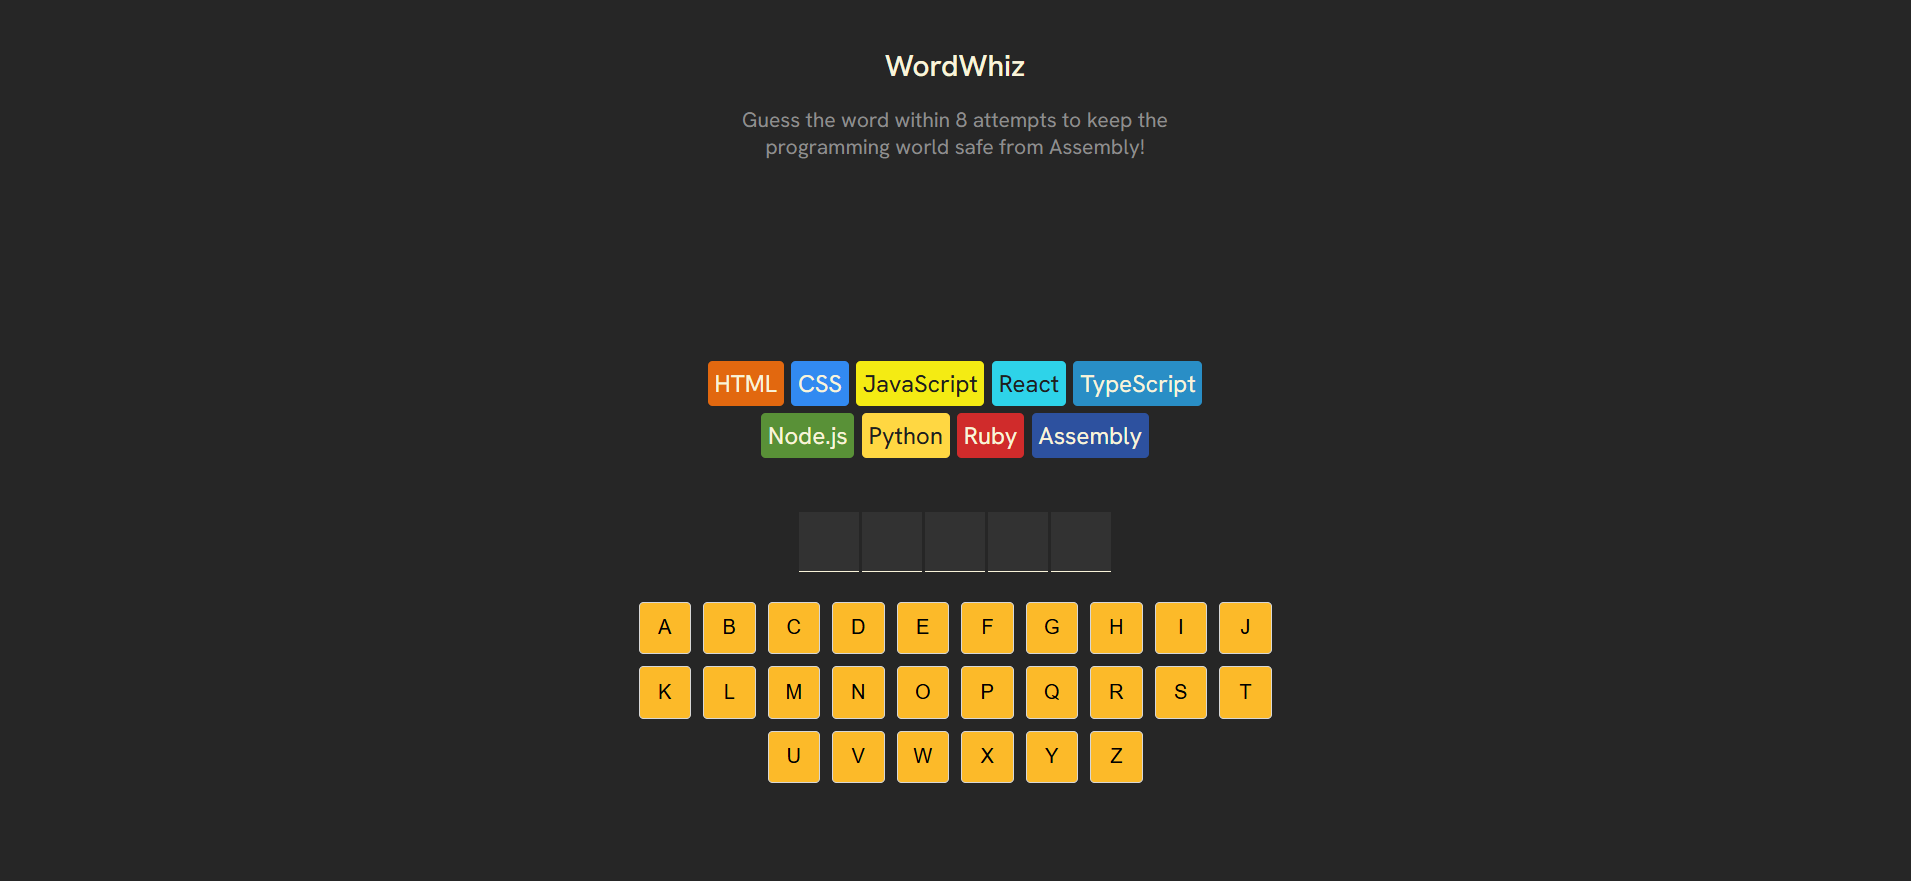 WordWhiz
Guess the word within 8 attempts to keep the
programming world safe from Assembly!
HTML CSS JavaScript React TypeScript
Node.js Python Ruby Assembly
A B C D E F G H I J
K L M N O P Q R S T
U V W X Y Z